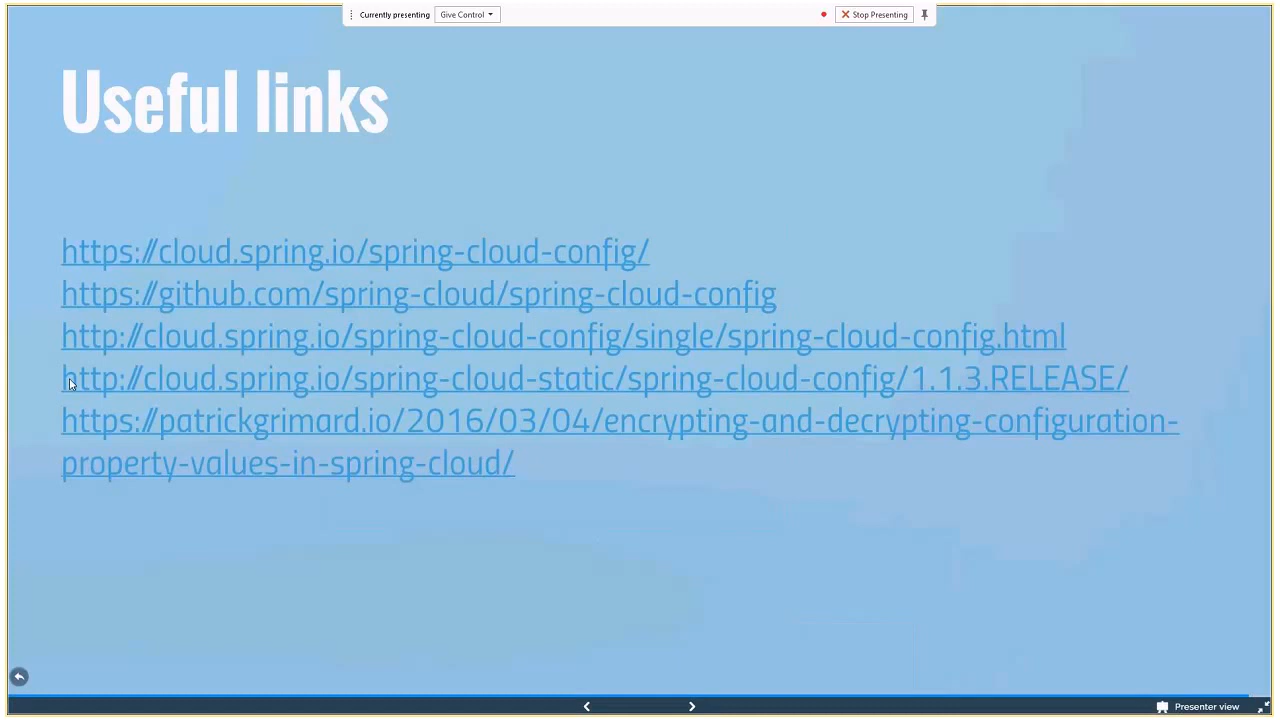 Currently presenting Give Control Stop Presenting
Useful links
https://cloud.spring.io/spring-cloud-config/
https://github.com/spring-cloud/spring-cloud-config
http://cloud.spring.io/spring-cloud-config/single/spring-cloud-config.html
http://cloud.spring.io/spring-cloud-static/spring-cloud-config/1.1.3.RELEASE/
https://patrickgrimard.io/2016/03/04/encrypting-and-decrypting-configuration-
property-values-in-spring-cloud/
Presenter view